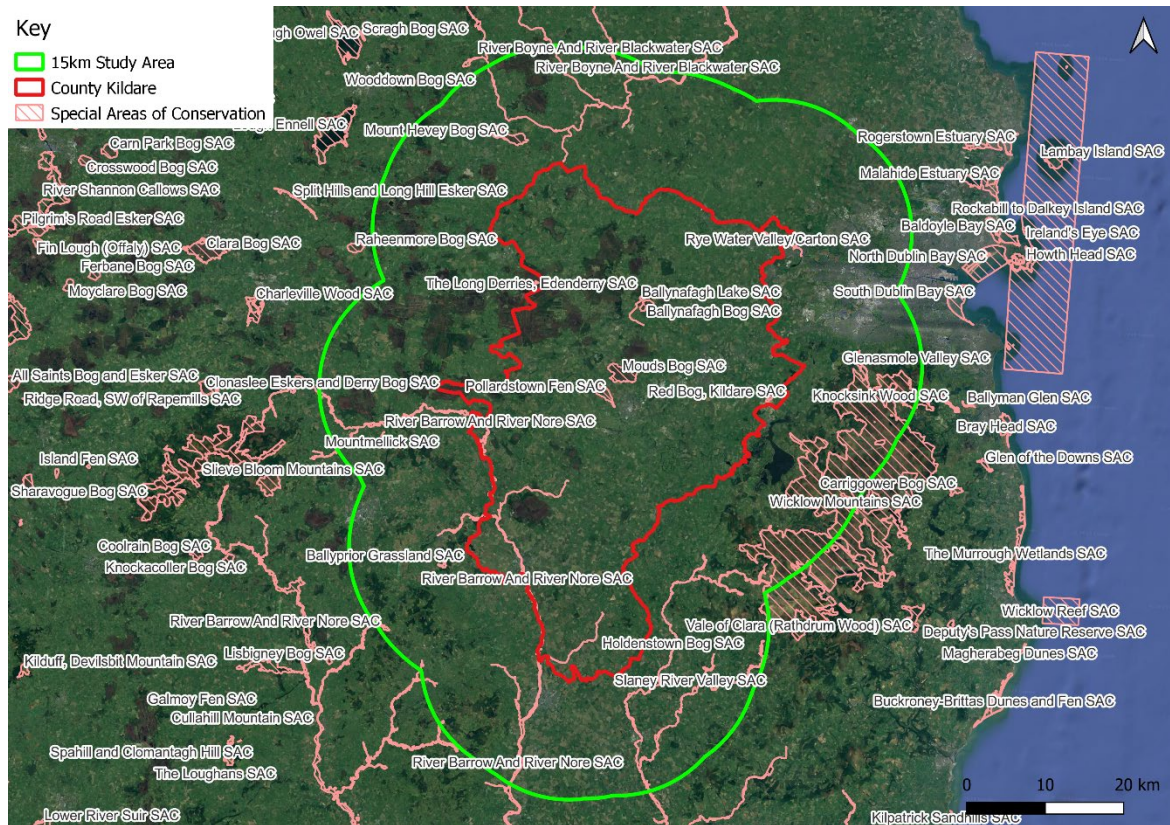 Key
15km Study Area
County Kildare
Special Areas of Conservation
Scragh Bog SAC
River Boyne And River Blackwater SAC
River Boyne And River Blackwater SAC
Wooddown Bog SAC
Ennell SAC
Mount Hevey Bog SAC
Rogerstown Estuary SAC
Carn Park Bog SAC
Lambay Island SAC
Crosswood Bog SAC
Malahide Estuary SAC
River Shannon Callows SAC
Split Hills and Long Hill Esker SAC
Rockabill to Dalkey Island SAC
Pilgrim's Road Esker SAC
Baldoyle Bay SAC
Ireland's Eye SAC
Raheenmore Bog SAC
Rye Water Valley/Carton SAC
Fin Lough (Offaly) SAC
Clara Bog SAC
North Dublin Bay SAC
Howth Head SAC
Ferbane Bog SAC
Moyclare Bog SAC
Charleville Wood SAC
The Long Derries, Edenderry SAC
Ballynafagh Lake SAC
South Dublin Bay SAC
Ballynafagh Bog SAC
Glenasmole Valley SAC
Mouds Bog SAC
All Saints Bog and Esker SAC
Clonaslee Eskers and Derry Bog SAC
Pollardstown Fen SAC
Red Bog, Kildare SAC
Knocksink Wood SAC
Ballyman Glen SAC
Ridge Road, SW of Rapemills SAC
River Barrow And River Nore SAC
Bray Head SAC
Mountmellick SAC
Island Fen SAC
Glen of the Downs SAC
Slieve Bloom Mountains SAC
Sharavogue Bog SAC
Carriggower Bog SAC
Wicklow Mountains SAC
Coolrain Bog SAC
Ballyprior Grassland SAC
The Murrough Wetlands SAC
Knockacoller Bog SAC
River Barrow And River Nore SAC
Wicklow Reef SAC
River Barrow And River Nore SAC
Vale of Clara (Rathdrum Wood) SAC
Deputy's Pass Nature Reserve SAC
Holdenstown Bog SAC
Lisbigney Bog SAC
Magherabeg Dunes SAC
Kilduff, Devilsbit Mountain SAC
Slaney River Valley SAC
Galmoy Fen SAC
Buckroney-Brittas Dunes and Fen SAC
Cullahill Mountain SAC
Spahill and Clomantagh Hill SAC
River Barrow And River Nore SAC
The Loughans SAC
0 10 20 km
Lower River Suir SAC
Kilpatrick Sandhills SAC